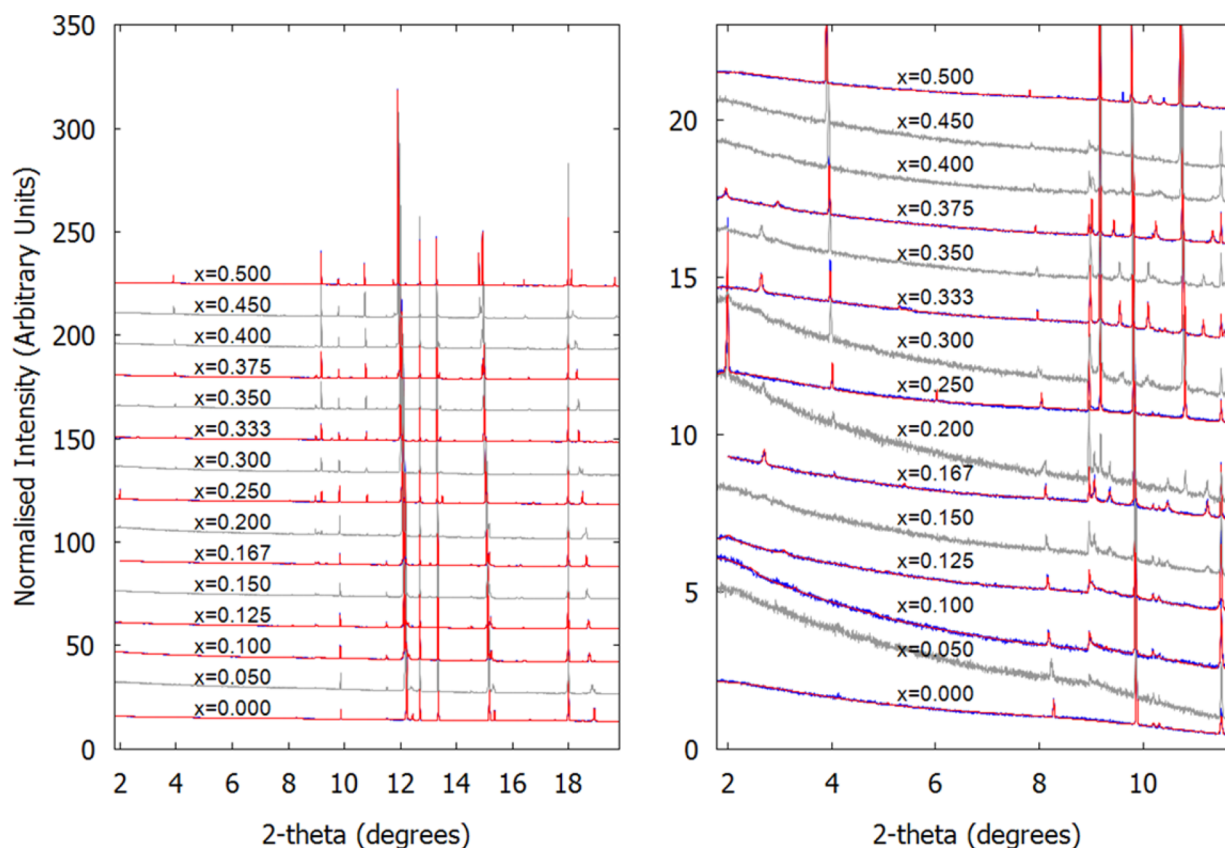 350
300
250
200
150
100
50
0
Normalised Intensity (Arbitrary Units)
x=0.500
x=0.450
x=0.400
x=0.375
x=0.350
x=0.333
x=0.300
x=0.250
x=0.200
x=0.167
x=0.150
x=0.125
x=0.100
x=0.050
x=0.000
2 4 6 8 10 12 14 16 18
2-theta (degrees)
20
15
10
5
0
x=0.500
x=0.450
x=0.400
x=0.375
x=0.350
x=0.333
x=0.300
x=0.250
x=0.200
x=0.167
x=0.150
x=0.125
x=0.100
x=0.050
x=0.000
2 4 6 8 10
2-theta (degrees)